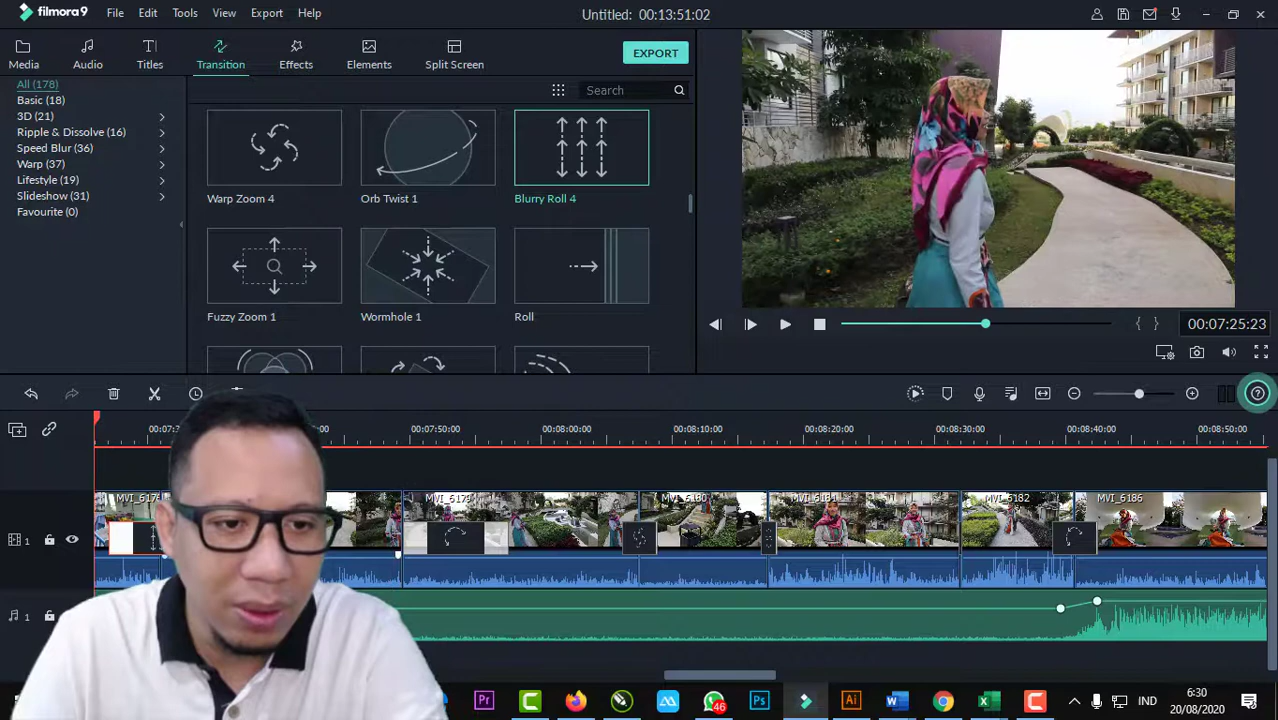 filmora9 File Edit Tools View Export Help Untitled: 00:13:51:02
Media Audio Titles Transition Effects Elements Split Screen EXPORT
All (178)
Basic (18)
3D (21)
Ripple & Dissolve (16)
Speed Blur (36)
Warp (37)
Lifestyle (19)
Slideshow (31)
Favourite (0)
Search
Warp Zoom 4 Orb Twist 1 Blurry Roll 4
Fuzzy Zoom 1 Wormhole 1 Roll
00:07:25:23
00:07:50:00 00:08:00:00 00:08:10:00 00:08:20:00 00:08:30:00 00:08:40:00 00:08:50:00
MVI_6179 MVI_6180 MVI_6181 MVI_6182 MVI_6186
1
1
Pr 46 Ps Ai W X C IND 6:30
20/08/2020